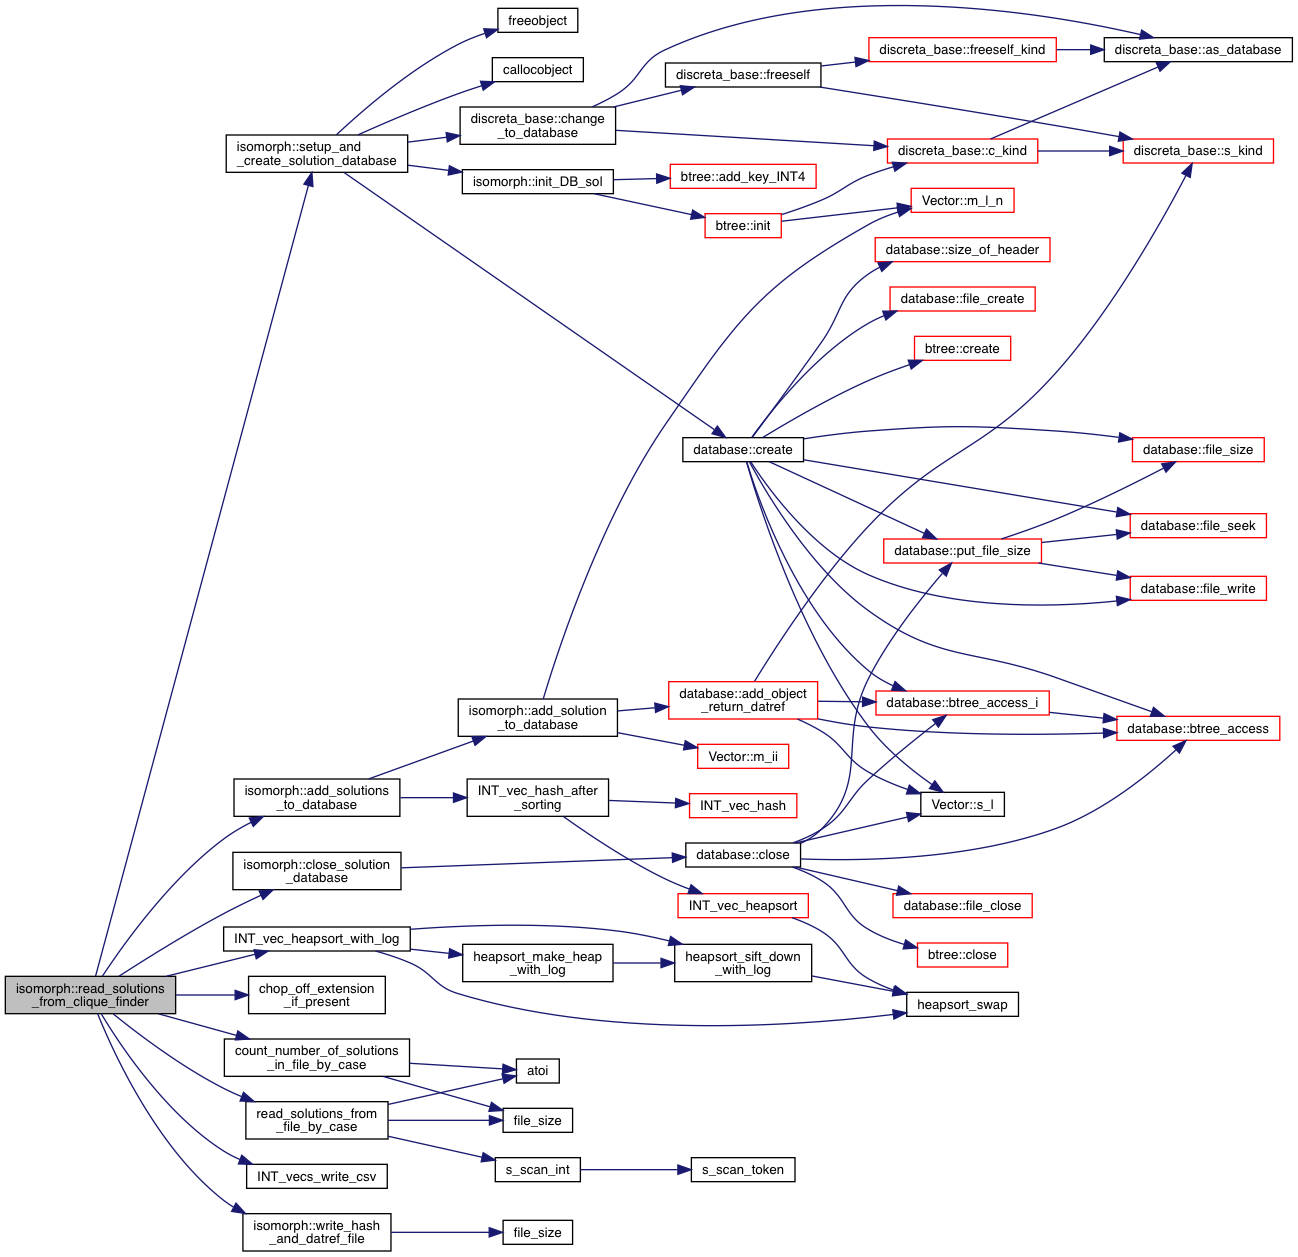 freeobject
callocobject
discreta_base::freeself_kind
discreta_base::as_database
discreta_base::freeself
discreta_base::change
_to_database
isomorph::setup_and
_create_solution_database
discreta_base::c_kind
discreta_base::s_kind
isomorph::init_DB_sol
btree::add_key_INT4
Vector::m_l_n
btree::init
database::size_of_header
database::file_create
btree::create
database::create
database::file_size
database::file_seek
database::put_file_size
database::file_write
isomorph::add_solution
_to_database
database::add_object
_return_datref
database::btree_access_i
database::btree_access
Vector::m_ii
isomorph::add_solutions
_to_database
INT_vec_hash_after
_sorting
INT_vec_hash
Vector::s_l
isomorph::close_solution
_database
database::close
INT_vec_heapsort
database::file_close
INT_vec_heapsort_with_log
heapsort_make_heap
_with_log
heapsort_sift_down
_with_log
btree::close
isomorph::read_solutions
_from_clique_finder
chop_off_extension
_if_present
heapsort_swap
count_number_of_solutions
_in_file_by_case
atoi
read_solutions_from
_file_by_case
file_size
INT_vecs_write_csv
s_scan_int
s_scan_token
isomorph::write_hash
_and_datref_file
file_size